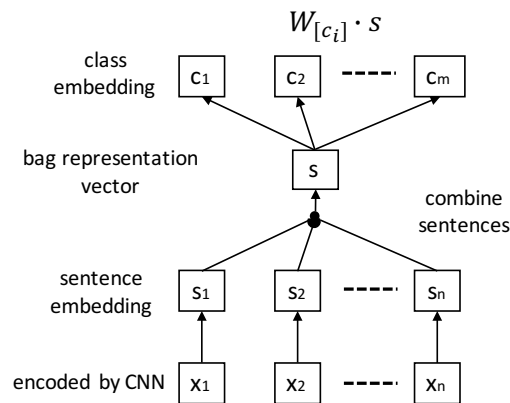 W[cᵢ] · s
class embedding
c1 c2 cm
bag representation vector
s
combine sentences
sentence embedding
s1 s2 sn
encoded by CNN
x1 x2 xn